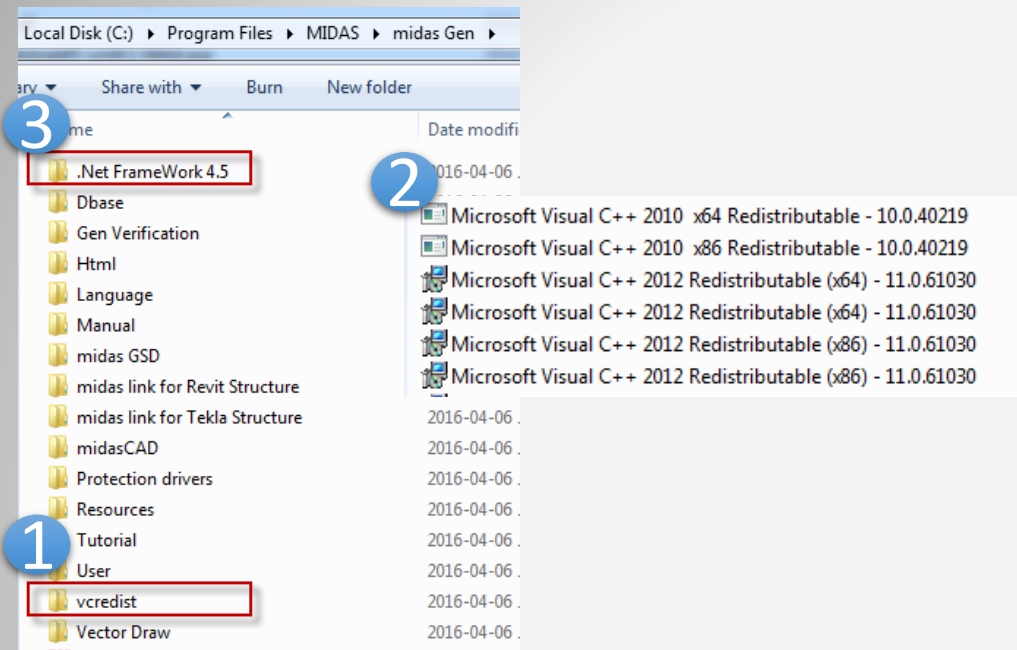 Local Disk (C:) ▸ Program Files ▸ MIDAS ▸ midas Gen ▸
Share with Burn New folder
3
Date modifi
.Net FrameWork 4.5 2016-04-06
2
Dbase
Gen Verification
Html
Language
Manual
midas GSD
midas link for Revit Structure
Microsoft Visual C++ 2010 x64 Redistributable - 10.0.40219
Microsoft Visual C++ 2010 x86 Redistributable - 10.0.40219
Microsoft Visual C++ 2012 Redistributable (x64) - 11.0.61030
Microsoft Visual C++ 2012 Redistributable (x64) - 11.0.61030
Microsoft Visual C++ 2012 Redistributable (x86) - 11.0.61030
Microsoft Visual C++ 2012 Redistributable (x86) - 11.0.61030
midas link for Tekla Structure 2016-04-06
midasCAD 2016-04-06
Protection drivers 2016-04-06
Resources 2016-04-06
1
Tutorial 2016-04-06
User 2016-04-06
vcredist 2016-04-06
Vector Draw 2016-04-06